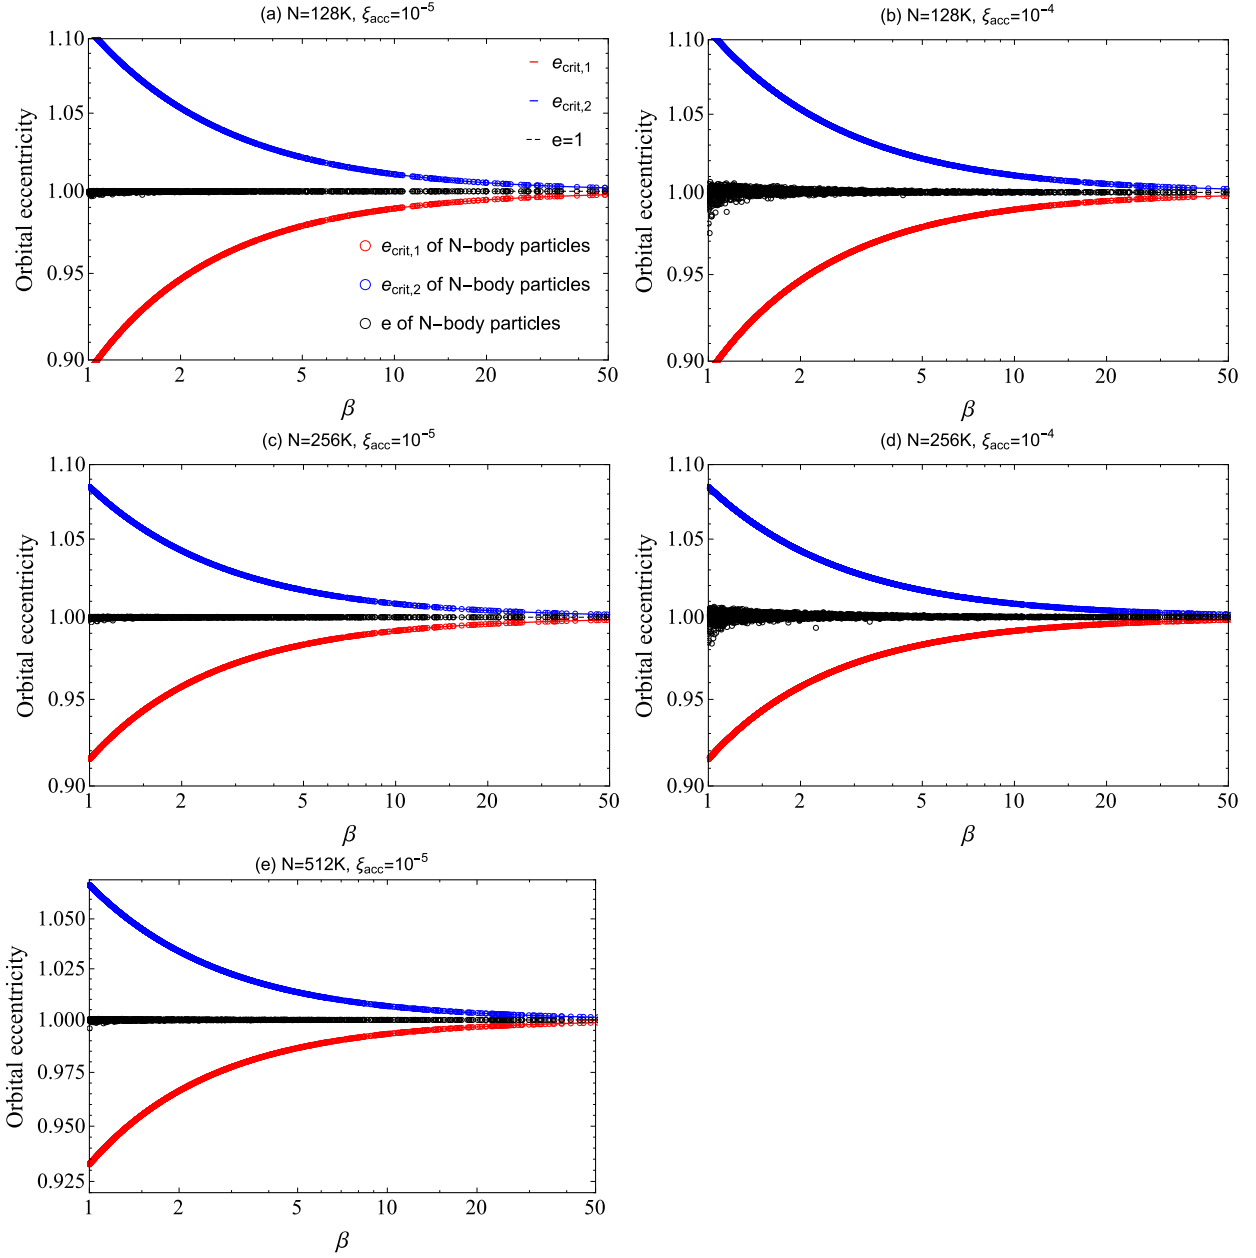 (a) N=128K, ξacc=10⁻⁵
1.10
1.05
1.00
0.95
0.90
Orbital eccentricity
ecrit,1
ecrit,2
e=1
ecrit,1 of N−body particles
ecrit,2 of N−body particles
e of N−body particles
1 2 5 10 20 50
β
(b) N=128K, ξacc=10⁻⁴
1.10
1.05
1.00
0.95
0.90
Orbital eccentricity
1 2 5 10 20 50
β
(c) N=256K, ξacc=10⁻⁵
1.10
1.05
1.00
0.95
0.90
Orbital eccentricity
1 2 5 10 20 50
β
(d) N=256K, ξacc=10⁻⁴
1.10
1.05
1.00
0.95
0.90
Orbital eccentricity
1 2 5 10 20 50
β
(e) N=512K, ξacc=10⁻⁵
1.050
1.025
1.000
0.975
0.950
0.925
Orbital eccentricity
1 2 5 10 20 50
β